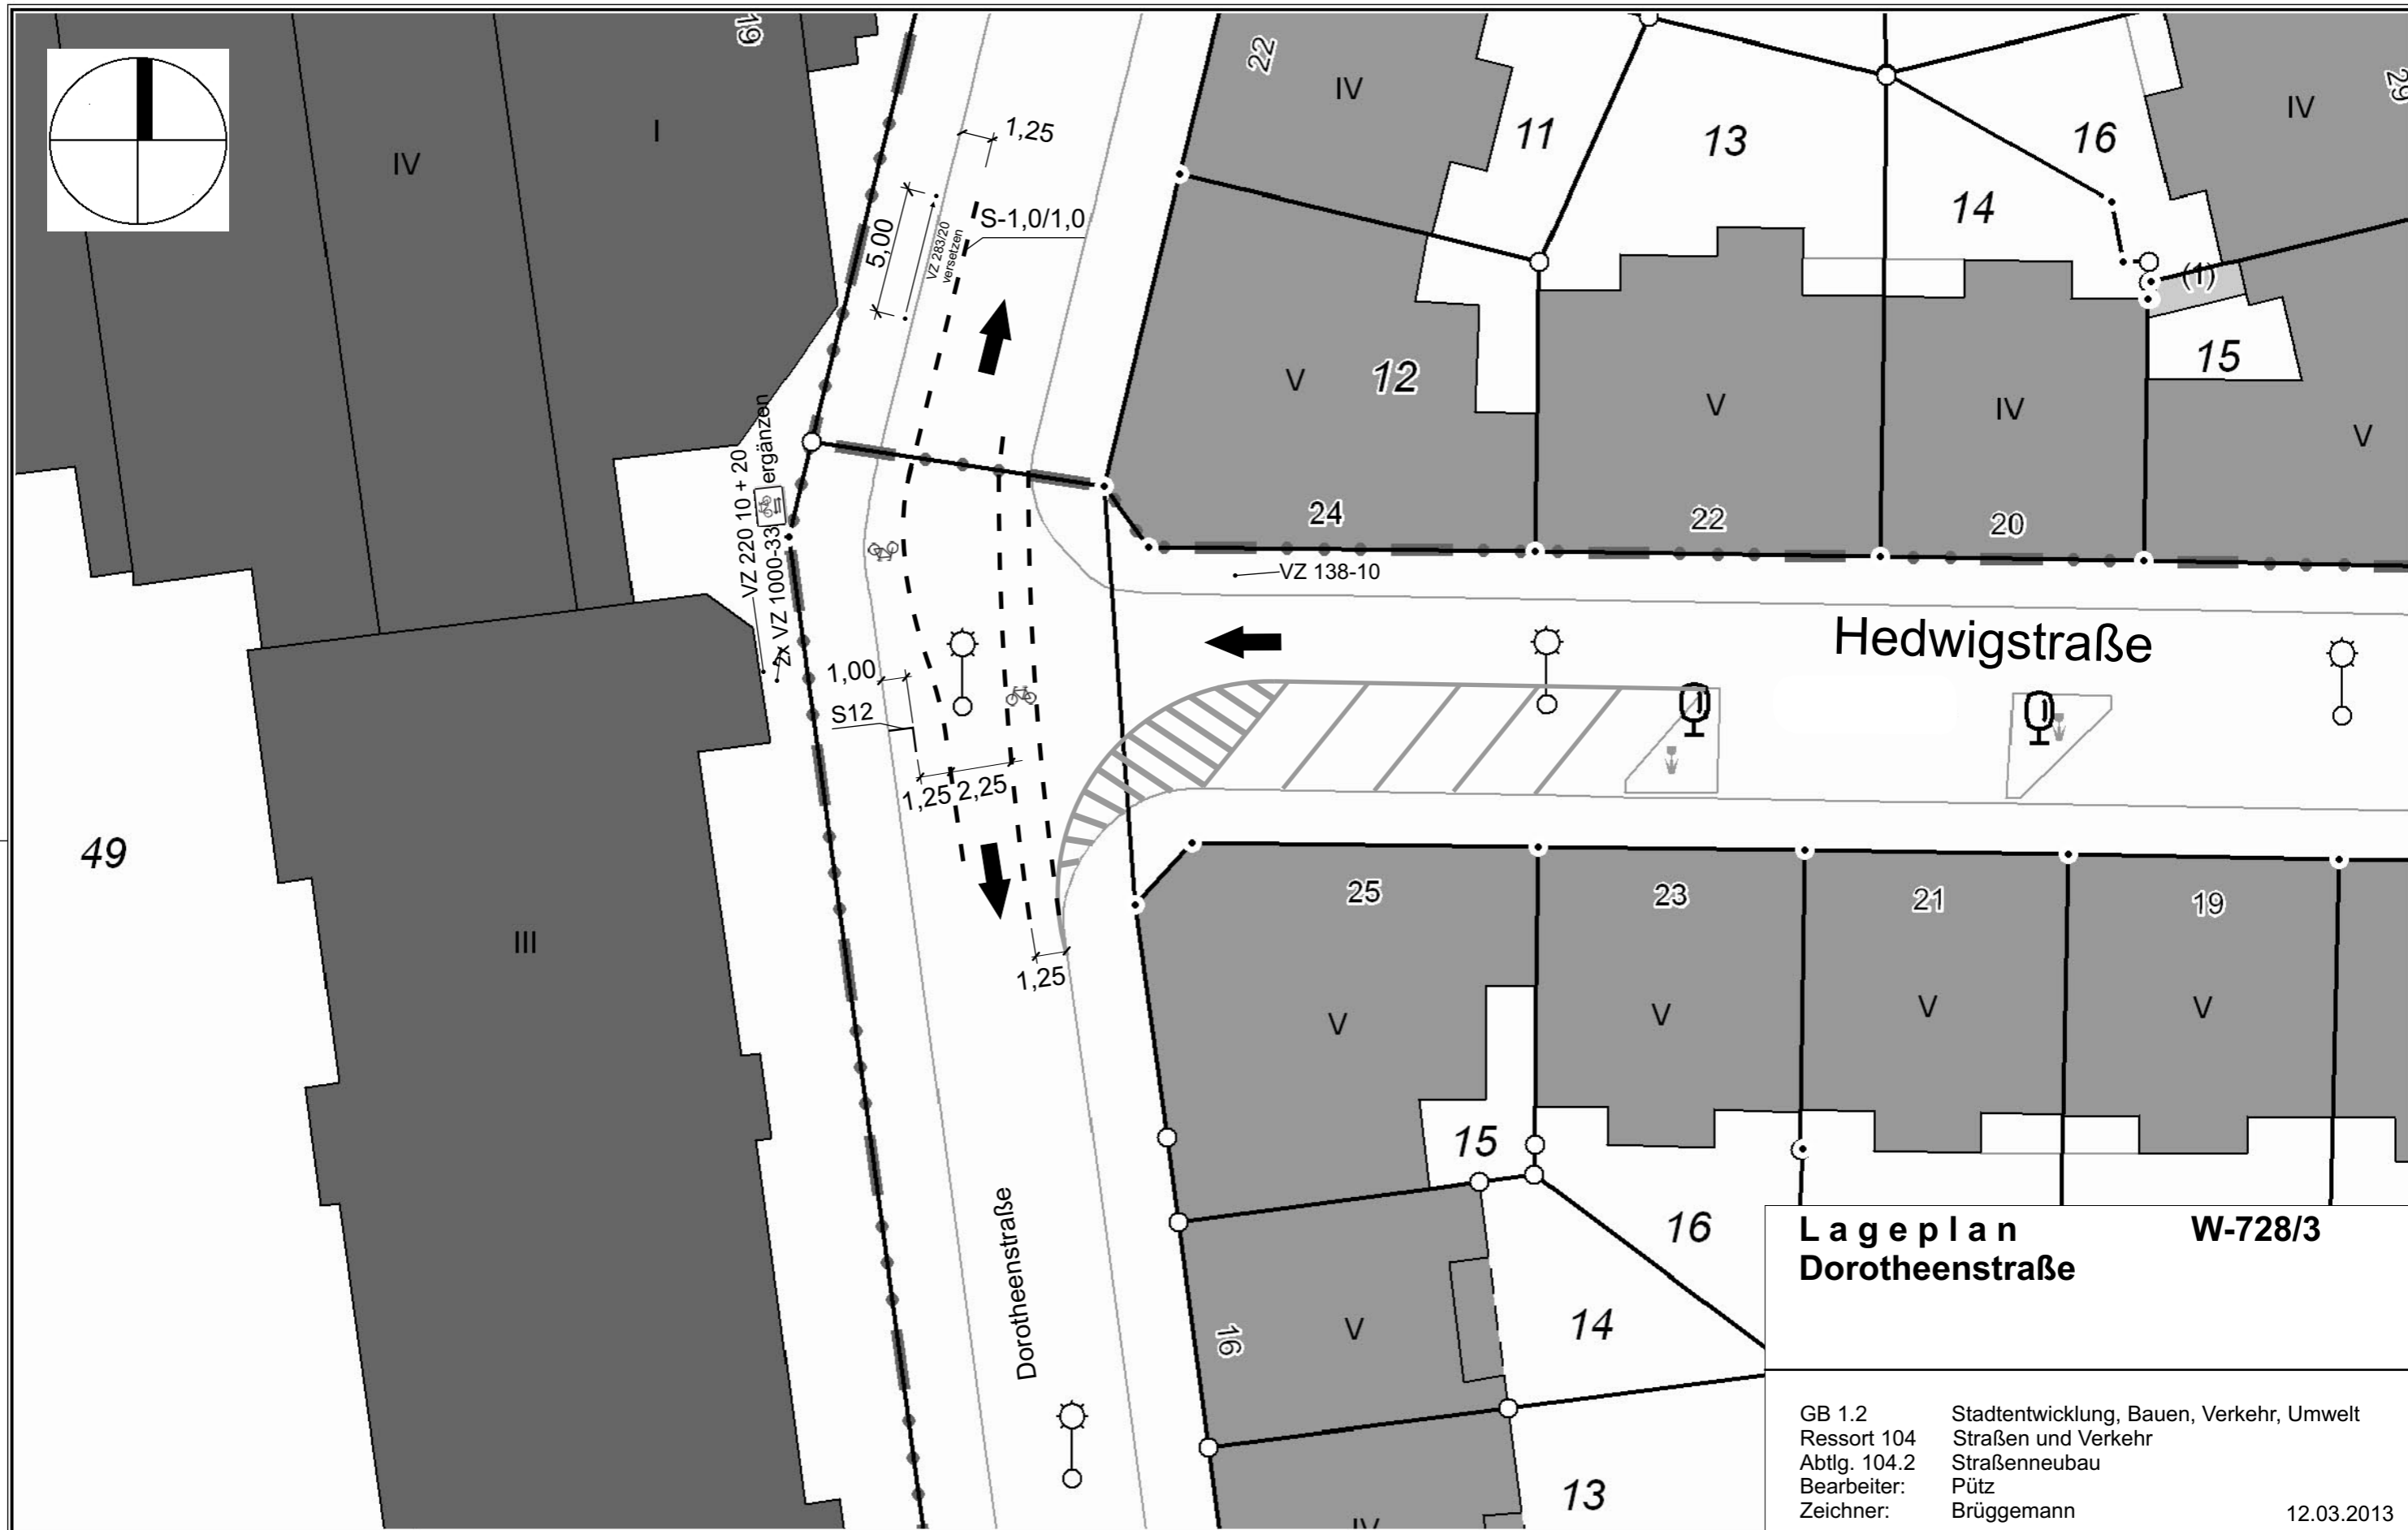 19
22
IV
29
IV
I
IV
1,25
11
13
16
14
5,00
VZ 283/20
versetzen
S-1,0/1,0
(1)
15
V
12
V
IV
V
VZ 220 10 + 20
2x VZ 1000-33 ergänzen
24
22
20
VZ 138-10
Hedwigstraße
1,00
S12
1,25
2,25
49
25
23
21
19
III
1,25
V
V
V
V
15
Dorotheenstraße
16
16
V
14
13
IV
Lageplan W-728/3
Dorotheenstraße
GB 1.2 Stadtentwicklung, Bauen, Verkehr, Umwelt
Ressort 104 Straßen und Verkehr
Abtlg. 104.2 Straßenneubau
Bearbeiter: Pütz
Zeichner: Brüggemann 12.03.2013